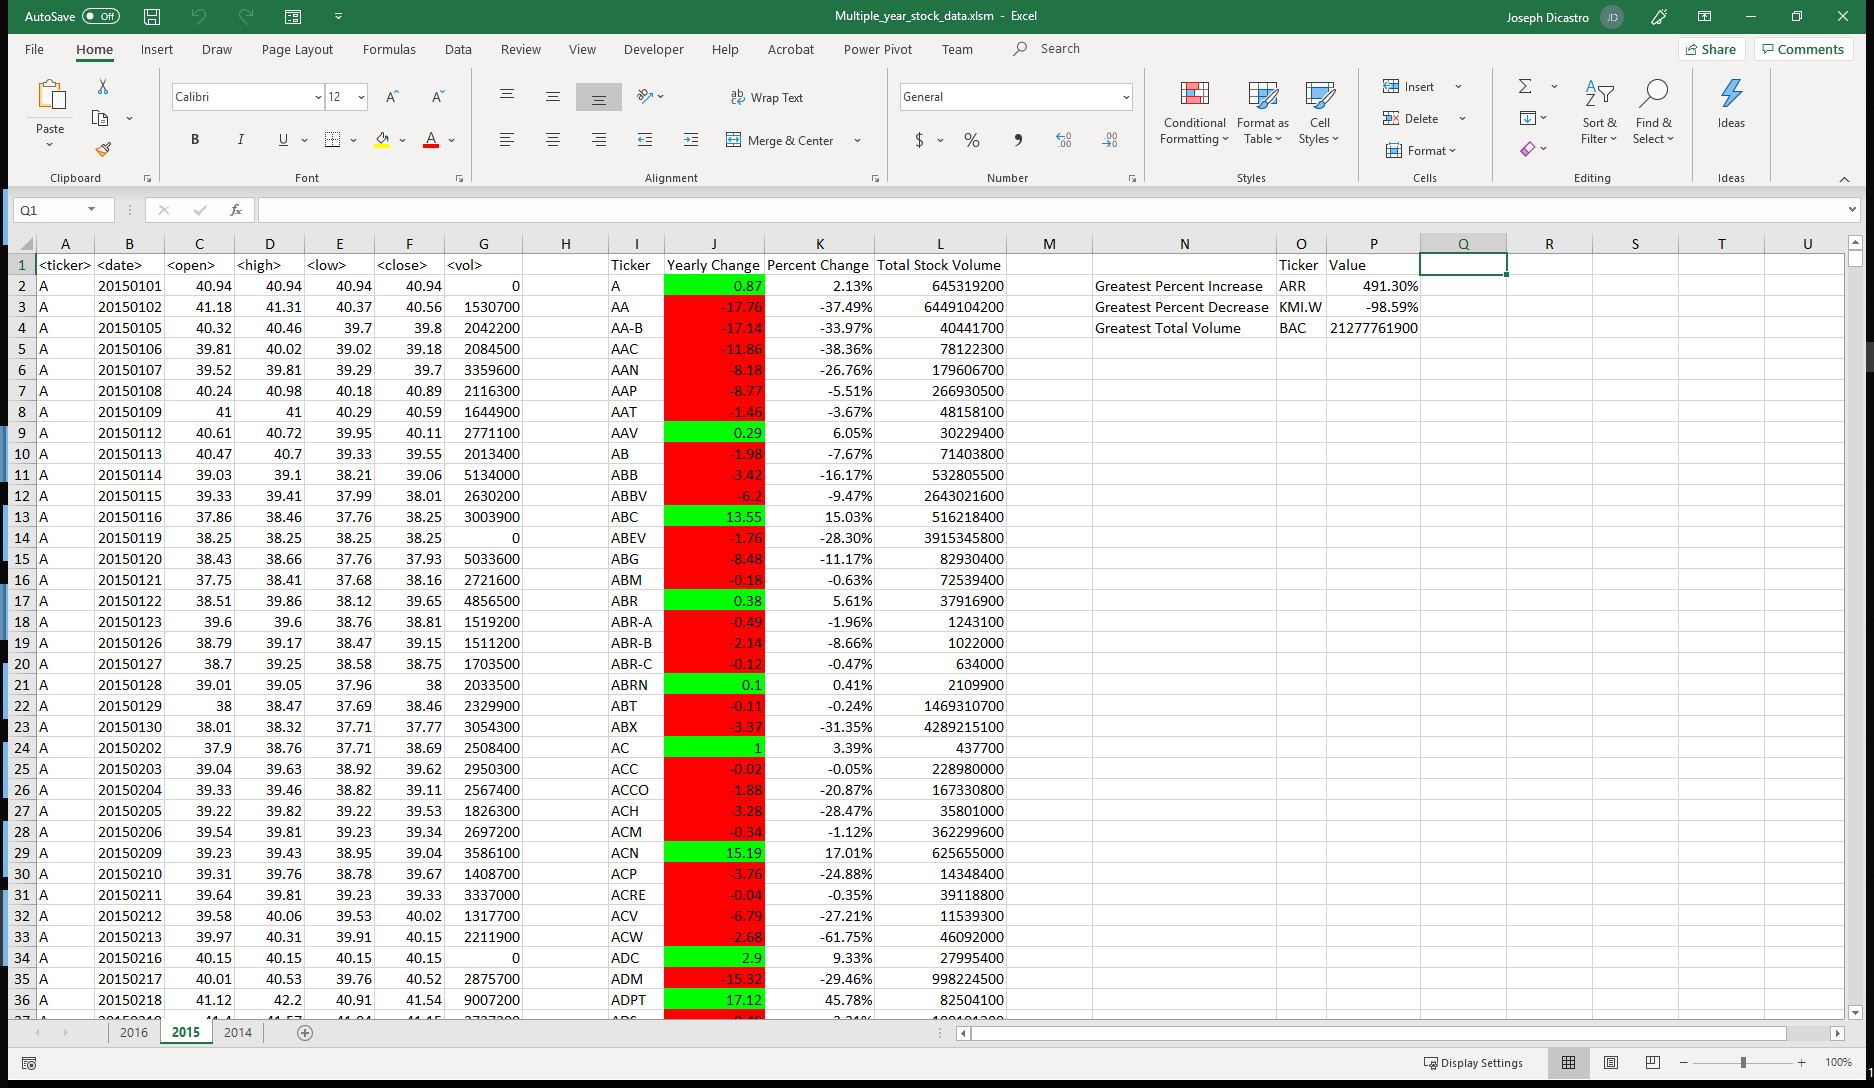 AutoSave Off Multiple_year_stock_data.xlsm - Excel Joseph Dicastro JD
File Home Insert Draw Page Layout Formulas Data Review View Developer Help Acrobat Power Pivot Team Search Share Comments
Paste
Calibri 12
B I U A
Wrap Text
Merge & Center
General
$ % 9
Conditional Formatting
Format as Table
Cell Styles
Insert
Delete
Format
Sort & Filter
Find & Select
Ideas
Clipboard Font Alignment Number Styles Cells Editing Ideas
Q1 fx
A B C D E F G H I J K L M N O P Q R S T U
1 <ticker> <date> <open> <high> <low> <close> <vol> Ticker Yearly Change Percent Change Total Stock Volume Ticker Value
2 A 20150101 40.94 40.94 40.94 40.94 0 A 0.87 2.13% 645319200 Greatest Percent Increase ARR 491.30%
3 A 20150102 41.18 41.31 40.37 40.56 1530700 AA -17.76 -37.49% 6449104200 Greatest Percent Decrease KMI.W -98.59%
4 A 20150105 40.32 40.46 39.7 39.8 2042200 AA-B -17.14 -33.97% 40441700 Greatest Total Volume BAC 21277761900
5 A 20150106 39.81 40.02 39.02 39.18 2084500 AAC -11.86 -38.36% 78122300
6 A 20150107 39.52 39.81 39.29 39.7 3359600 AAN -8.18 -26.76% 179606700
7 A 20150108 40.24 40.98 40.18 40.89 2116300 AAP -8.77 -5.51% 266930500
8 A 20150109 41 41 40.29 40.59 1644900 AAT -1.46 -3.67% 48158100
9 A 20150112 40.61 40.72 39.95 40.11 2771100 AAV 0.29 6.05% 30229400
10 A 20150113 40.47 40.7 39.33 39.55 2013400 AB -1.98 -7.67% 71403800
11 A 20150114 39.03 39.1 38.21 39.06 5134000 ABB -3.42 -16.17% 532805500
12 A 20150115 39.33 39.41 37.99 38.01 2630200 ABBV -6.2 -9.47% 2643021600
13 A 20150116 37.86 38.46 37.76 38.25 3003900 ABC 13.55 15.03% 516218400
14 A 20150119 38.25 38.25 38.25 38.25 0 ABEV -1.76 -28.30% 3915345800
15 A 20150120 38.43 38.66 37.76 37.93 5033600 ABG -8.48 -11.17% 82930400
16 A 20150121 37.75 38.41 37.68 38.16 2721600 ABM -0.18 -0.63% 72539400
17 A 20150122 38.51 39.86 38.12 39.65 4856500 ABR 0.38 5.61% 37916900
18 A 20150123 39.6 39.6 38.76 38.81 1519200 ABR-A -0.49 -1.96% 1243100
19 A 20150126 38.79 39.17 38.47 39.15 1511200 ABR-B -2.14 -8.66% 1022000
20 A 20150127 38.7 39.25 38.58 38.75 1703500 ABR-C -0.12 -0.47% 634000
21 A 20150128 39.01 39.05 37.96 38 2033500 ABRN 0.1 0.41% 2109900
22 A 20150129 38 38.47 37.69 38.46 2329900 ABT -0.11 -0.24% 1469310700
23 A 20150130 38.01 38.32 37.71 37.77 3054300 ABX -3.37 -31.35% 4289215100
24 A 20150202 37.9 38.76 37.71 38.69 2508400 AC 1 3.39% 437700
25 A 20150203 39.04 39.63 38.92 39.62 2950300 ACC -0.02 -0.05% 228980000
26 A 20150204 39.33 39.46 38.82 39.11 2567400 ACCO -1.88 -20.87% 167330800
27 A 20150205 39.22 39.82 39.22 39.53 1826300 ACH -3.28 -28.47% 35801000
28 A 20150206 39.54 39.81 39.23 39.34 2697200 ACM -0.34 -1.12% 362299600
29 A 20150209 39.23 39.43 38.95 39.04 3586100 ACN 15.19 17.01% 625655000
30 A 20150210 39.31 39.76 38.78 39.67 1408700 ACP -3.76 -24.88% 14348400
31 A 20150211 39.64 39.81 39.23 39.33 3337000 ACRE -0.04 -0.35% 39118800
32 A 20150212 39.58 40.06 39.53 40.02 1317700 ACV -6.79 -27.21% 11539300
33 A 20150213 39.97 40.31 39.91 40.15 2211900 ACW -2.68 -61.75% 46092000
34 A 20150216 40.15 40.15 40.15 40.15 0 ADC 2.9 9.33% 27995400
35 A 20150217 40.01 40.53 39.76 40.52 2875700 ADM -15.32 -29.46% 998224500
36 A 20150218 41.12 42.2 40.91 41.54 9007200 ADPT 17.12 45.78% 82504100
2016 2015 2014
Display Settings 100%